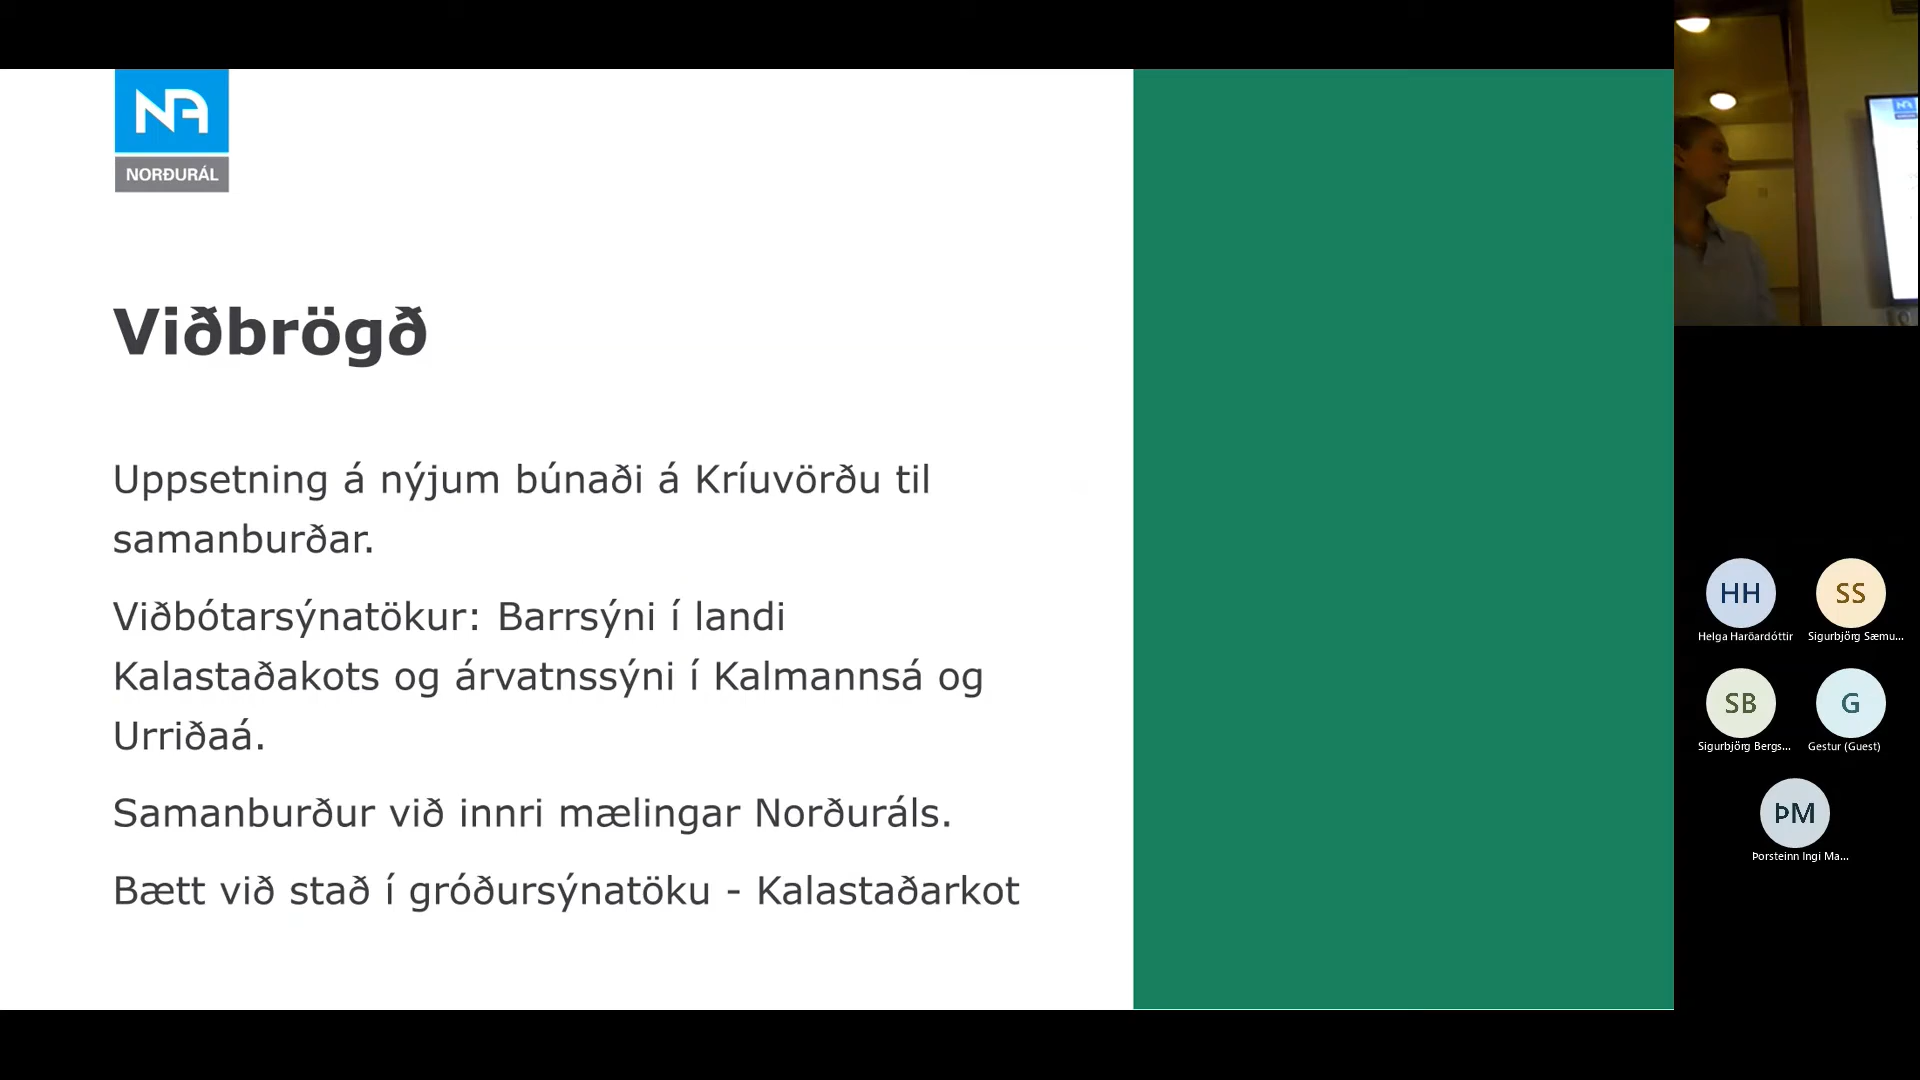 NA
NORÐURÁL
Viðbrögð
Uppsetning á nýjum búnaði á Kríuvörðu til
samanburðar.
Viðbótarsýnatökur: Barrsýni í landi
Kalastaðakots og árvatnssýni í Kalmannsá og
Urriðaá.
Samanburður við innri mælingar Norðuráls.
Bætt við stað í gróðursýnatöku - Kalastaðarkot
HH
SS
Helga Harðardóttir
Sigurbjörg Sæmu...
SB
G
Sigurbjörg Bergs...
Gestur (Guest)
ÞM
Þorsteinn Ingi Ma...